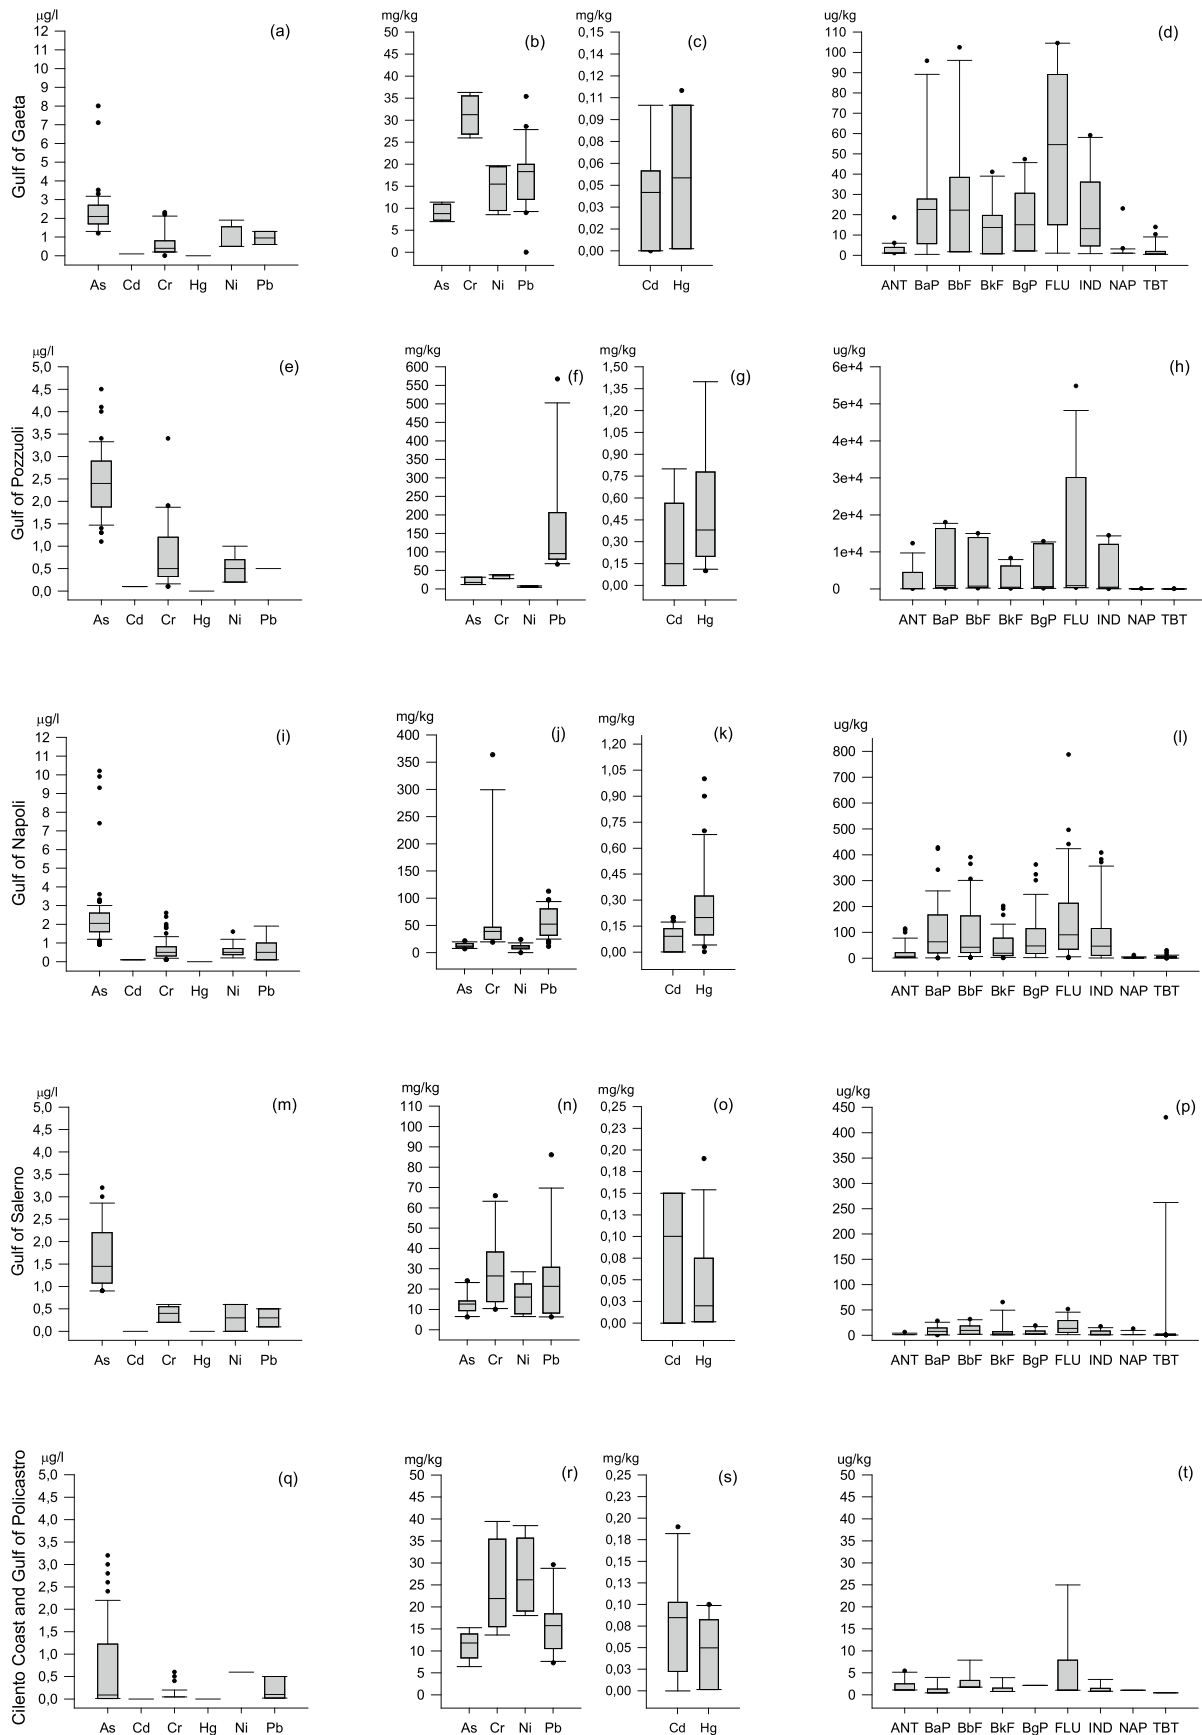 Gulf of Gaeta
µg/l
(a)
12
11
10
9
8
7
6
5
4
3
2
1
0
As Cd Cr Hg Ni Pb
mg/kg
(b)
50
45
40
35
30
25
20
15
10
5
0
As Cr Ni Pb
mg/kg
(c)
0,15
0,14
0,12
0,11
0,09
0,08
0,06
0,05
0,03
0,02
0,00
Cd Hg
ug/kg
(d)
110
100
90
80
70
60
50
40
30
20
10
0
ANT BaP BbF BkF BgP FLU IND NAP TBT
Gulf of Pozzuoli
µg/l
(e)
5,0
4,5
4,0
3,5
3,0
2,5
2,0
1,5
1,0
0,5
0,0
As Cd Cr Hg Ni Pb
mg/kg
(f)
600
550
500
450
400
350
300
250
200
150
100
50
0
As Cr Ni Pb
mg/kg
(g)
1,50
1,35
1,20
1,05
0,90
0,75
0,60
0,45
0,30
0,15
0,00
Cd Hg
ug/kg
(h)
6e+4
5e+4
4e+4
3e+4
2e+4
1e+4
0
ANT BaP BbF BkF BgP FLU IND NAP TBT
Gulf of Napoli
µg/l
(i)
12
11
10
9
8
7
6
5
4
3
2
1
0
As Cd Cr Hg Ni Pb
mg/kg
(j)
400
350
300
250
200
150
100
50
0
As Cr Ni Pb
mg/kg
(k)
1,20
1,05
0,90
0,75
0,60
0,45
0,30
0,15
0,00
Cd Hg
ug/kg
(l)
800
700
600
500
400
300
200
100
0
ANT BaP BbF BkF BgP FLU IND NAP TBT
Gulf of Salerno
µg/l
(m)
5,0
4,5
4,0
3,5
3,0
2,5
2,0
1,5
1,0
0,5
0,0
As Cd Cr Hg Ni Pb
mg/kg
(n)
110
100
90
80
70
60
50
40
30
20
10
0
As Cr Ni Pb
mg/kg
(o)
0,25
0,23
0,20
0,18
0,15
0,13
0,10
0,08
0,05
0,03
0,00
Cd Hg
ug/kg
(p)
450
400
350
300
250
200
150
100
50
0
ANT BaP BbF BkF BgP FLU IND NAP TBT
Cilento Coast and Gulf of Policastro
µg/l
(q)
5,0
4,5
4,0
3,5
3,0
2,5
2,0
1,5
1,0
0,5
0,0
As Cd Cr Hg Ni Pb
mg/kg
(r)
50
45
40
35
30
25
20
15
10
5
0
As Cr Ni Pb
mg/kg
(s)
0,25
0,23
0,20
0,18
0,15
0,13
0,10
0,08
0,05
0,03
0,00
Cd Hg
ug/kg
(t)
50
45
40
35
30
25
20
15
10
5
0
ANT BaP BbF BkF BgP FLU IND NAP TBT